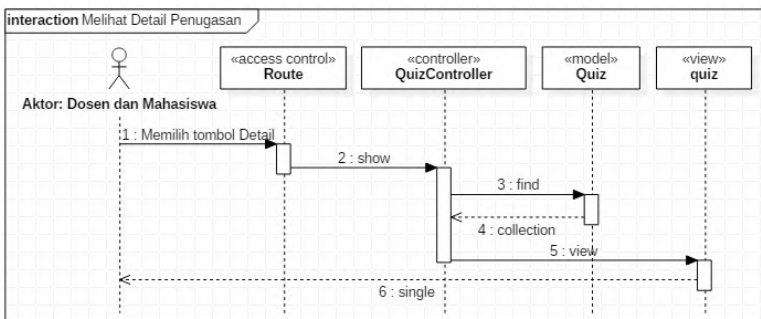 interaction Melihat Detail Penugasan
«access control»
Route
«controller»
QuizController
«model»
Quiz
«view»
quiz
Aktor: Dosen dan Mahasiswa
1 : Memilih tombol Detail
2 : show
3 : find
4 : collection
5 : view
6 : single